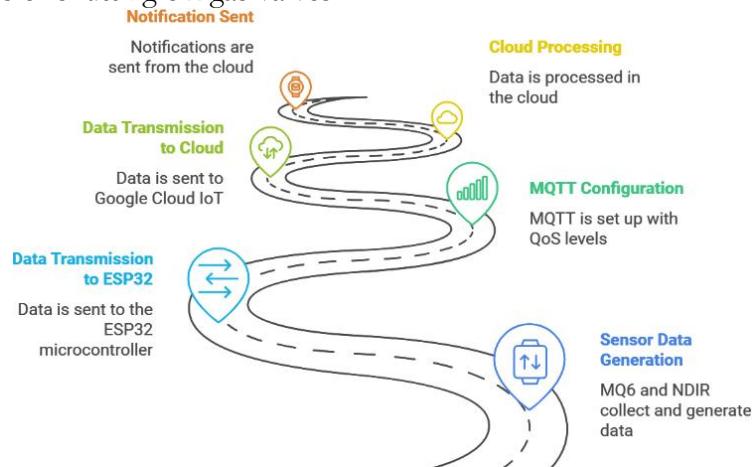 Notification Sent
Notifications are
sent from the cloud
Cloud Processing
Data is processed in
the cloud
Data Transmission
to Cloud
Data is sent to
Google Cloud IoT
MQTT Configuration
MQTT is set up with
QoS levels
Data Transmission
to ESP32
Data is sent to the
ESP32
microcontroller
Sensor Data
Generation
MQ6 and NDIR
collect and generate
data